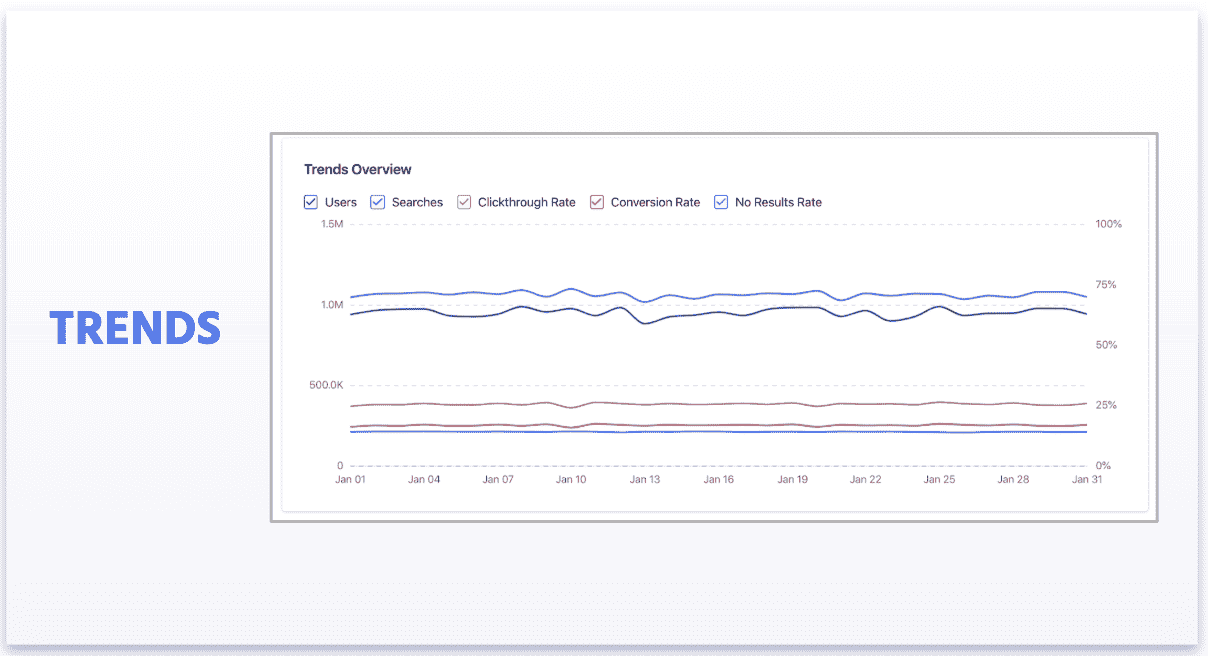 TRENDS
Trends Overview
Users Searches Clickthrough Rate Conversion Rate No Results Rate
1.5M 100%
75%
1.0M
50%
500.0K
25%
0 0%
Jan 01 Jan 04 Jan 07 Jan 10 Jan 13 Jan 16 Jan 19 Jan 22 Jan 25 Jan 28 Jan 31